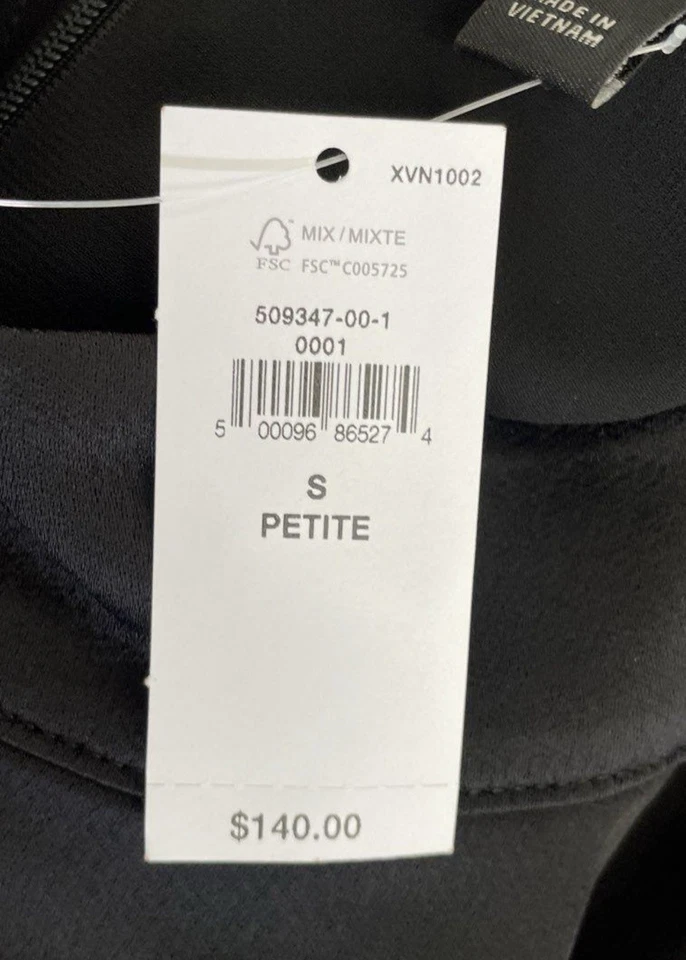 MADE IN
VIETNAM
XVN1002
MIX / MIXTE
FSC FSC™ C005725
509347-00-1
0001
5 00096 86527 4
S
PETITE
$140.00